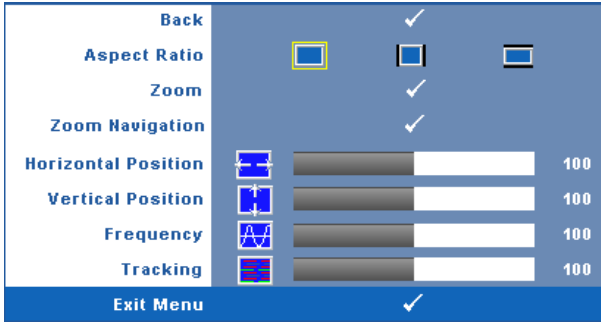 Back
Aspect Ratio
Zoom
Zoom Navigation
Horizontal Position 100
Vertical Position 100
Frequency 100
Tracking 100
Exit Menu